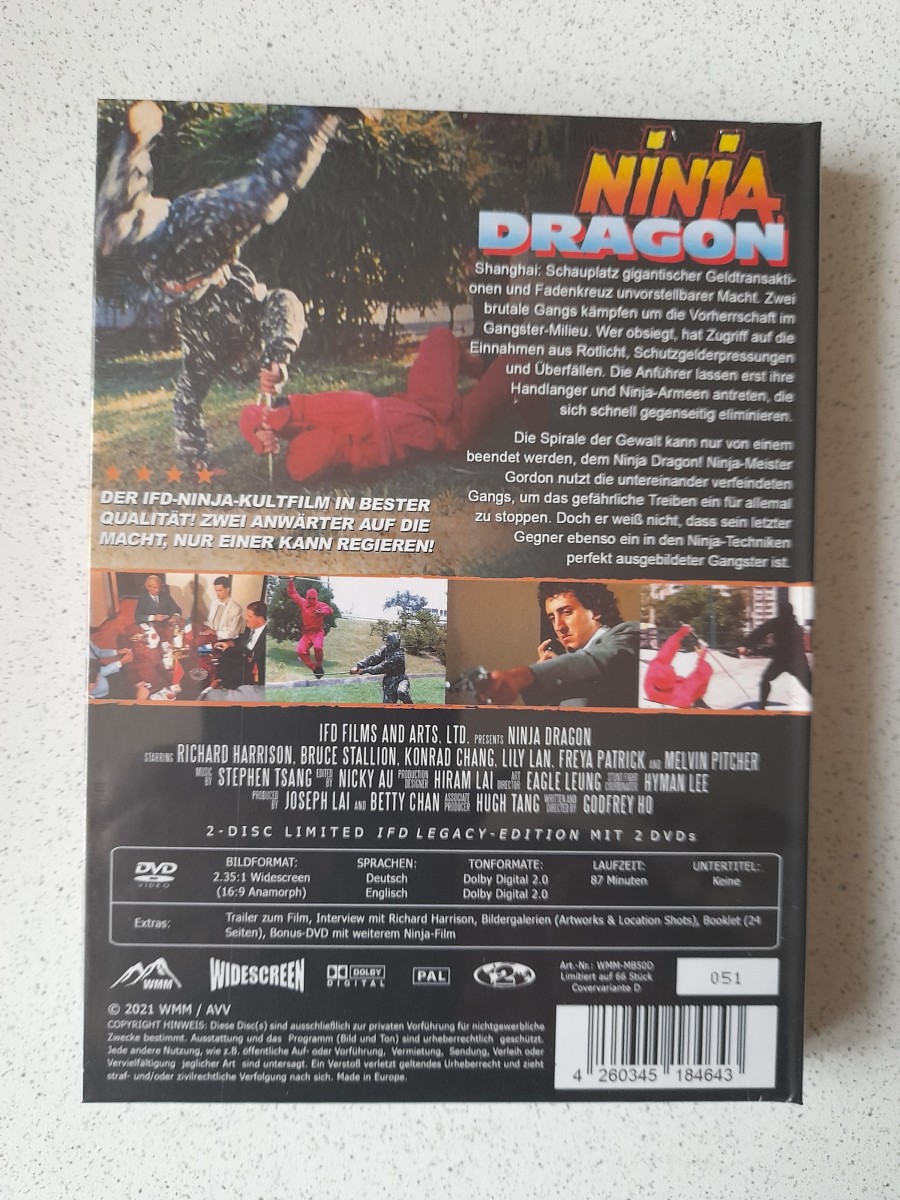 NINJA
DRAGON
Shanghai: Schauplatz gigantischer Geldtransakti-
onen und Fadenkreuz unvorstellbarer Macht. Zwei
brutale Gangs kämpfen um die Vorherrschaft im
Gangster-Milieu. Wer obsiegt, hat Zugriff auf die
Einnahmen aus Rotlicht, Schutzgelderpressungen
und Überfällen. Die Anführer lassen erst ihre
Handlanger und Ninja-Armeen antreten, die
sich schnell gegenseitig eliminieren.
Die Spirale der Gewalt kann nur von einem
beendet werden, dem Ninja Dragon! Ninja-Meister
Gordon nutzt die untereinander verfeindeten
Gangs, um das gefährliche Treiben ein für allemal
zu stoppen. Doch er weiß nicht, dass sein letzter
Gegner ebenso ein in den Ninja-Techniken
perfekt ausgebildeter Gangster ist.
DER IFD-NINJA-KULTFILM IN BESTER
QUALITÄT! ZWEI ANWÄRTER AUF DIE
MACHT, NUR EINER KANN REGIEREN!
IFD FILMS AND ARTS, LTD. PRESENTS NINJA DRAGON
STARRING RICHARD HARRISON, BRUCE STALLION, KONRAD CHANG, LILY LAN, FREYA PATRICK AND MELVIN PITCHER
MUSIC BY STEPHEN TSANG EDITED BY NICKY AU PRODUCTION DESIGNER HIRAM LAI ART DIRECTOR EAGLE LEUNG STUNT/FIGHT COORDINATOR HYMAN LEE
PRODUCED BY JOSEPH LAI AND BETTY CHAN ASSOCIATE PRODUCER HUGH TANG WRITTEN AND DIRECTED BY GODFREY HO
2-DISC LIMITED IFD LEGACY-EDITION MIT 2 DVDs
DVD VIDEO
BILDFORMAT: SPRACHEN: TONFORMATE: LAUFZEIT: UNTERTITEL:
2.35:1 Widescreen Deutsch Dolby Digital 2.0 87 Minuten Keine
(16:9 Anamorph) Englisch Dolby Digital 2.0
Extras: Trailer zum Film, Interview mit Richard Harrison, Bildergalerien (Artworks & Location Shots), Booklet (24
Seiten), Bonus-DVD mit weiterem Ninja-Film
WMM WIDESCREEN DOLBY DIGITAL PAL 2
Art.-Nr.: WMM-MB50D
Limitiert auf 66 Stück
Covervariante D
051
© 2021 WMM / AVV
COPYRIGHT HINWEIS: Diese Disc(s) sind ausschließlich zur privaten Vorführung für nichtgewerbliche
Zwecke bestimmt. Ausstattung und das Programm (Bild und Ton) sind urheberrechtlich geschützt.
Jede andere Nutzung, wie z.B. öffentliche Auf- oder Vorführung, Vermietung, Sendung, Verleih oder
Vervielfältigung jeglicher Art sind untersagt. Ein Verstoß verletzt geltendes Urheberrecht und zieht
straf- und/oder zivilrechtliche Verfolgung nach sich. Made in Europe.
4 260345 184643